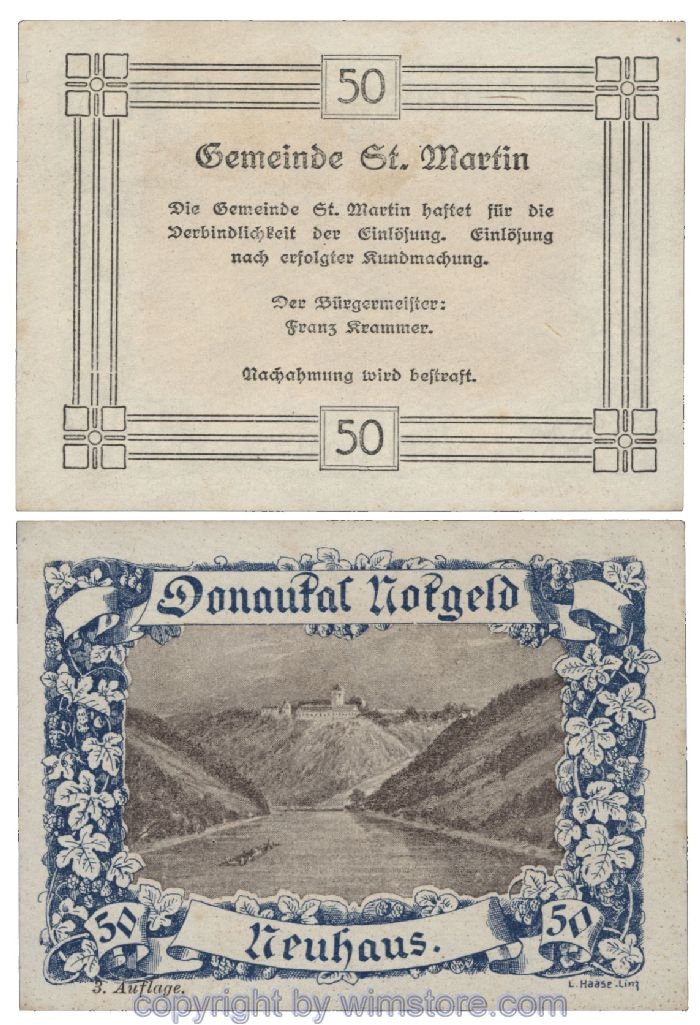 50
Gemeinde St. Martin
Die Gemeinde St. Martin haftet für die
Verbindlichkeit der Einlösung. Einlösung
nach erfolgter Kundmachung.
Der Bürgermeister:
Franz Krammer.
Nachahmung wird bestraft.
50
Donautal Notgeld
50
50
Neuhaus.
3. Auflage.
L. Haase-Linz
copyright by wimstore.com